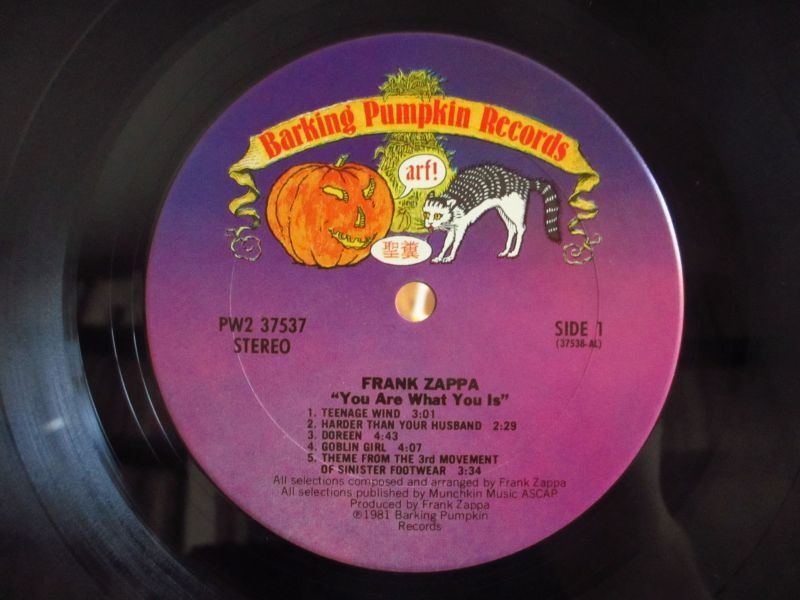 Barking Pumpkin Records
arf!
聖糞
PW2 37537
STEREO
SIDE 1
(37538-AL)
FRANK ZAPPA
"You Are What You Is"
1. TEENAGE WIND 3:01
2. HARDER THAN YOUR HUSBAND 2:29
3. DOREEN 4:43
4. GOBLIN GIRL 4:07
5. THEME FROM THE 3rd MOVEMENT
OF SINISTER FOOTWEAR 3:34
All selections composed and arranged by Frank Zappa
All selections published by Munchkin Music ASCAP
Produced by Frank Zappa
℗1981 Barking Pumpkin
Records